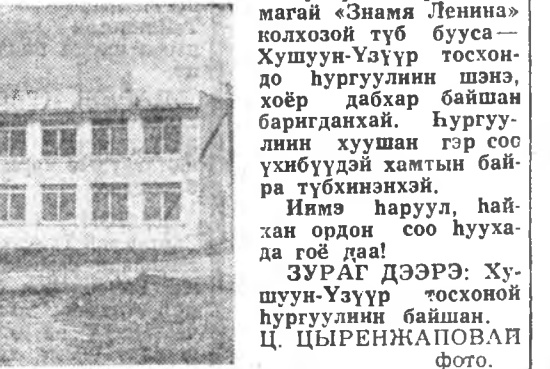 магай «Знамя Ленина»
колхозой түб бууса—
Хушуун-Үзүүр тосхон-
до һургуулиин шэнэ,
хоёр дабхар байшан
баригданхай. Һургуу-
лиин хуушан гэр соо
үхибүүдэй хамтын бай-
ра түбхинэнхэй.
Иимэ һаруул, һай-
хан ордон соо һууха-
да гоё даа!
ЗУРАГ ДЭЭРЭ: Ху-
шуун-Үзүүр тосхоной
һургуулиин байшан.
Ц. ЦЫРЕНЖАПОВАЙ
фото.